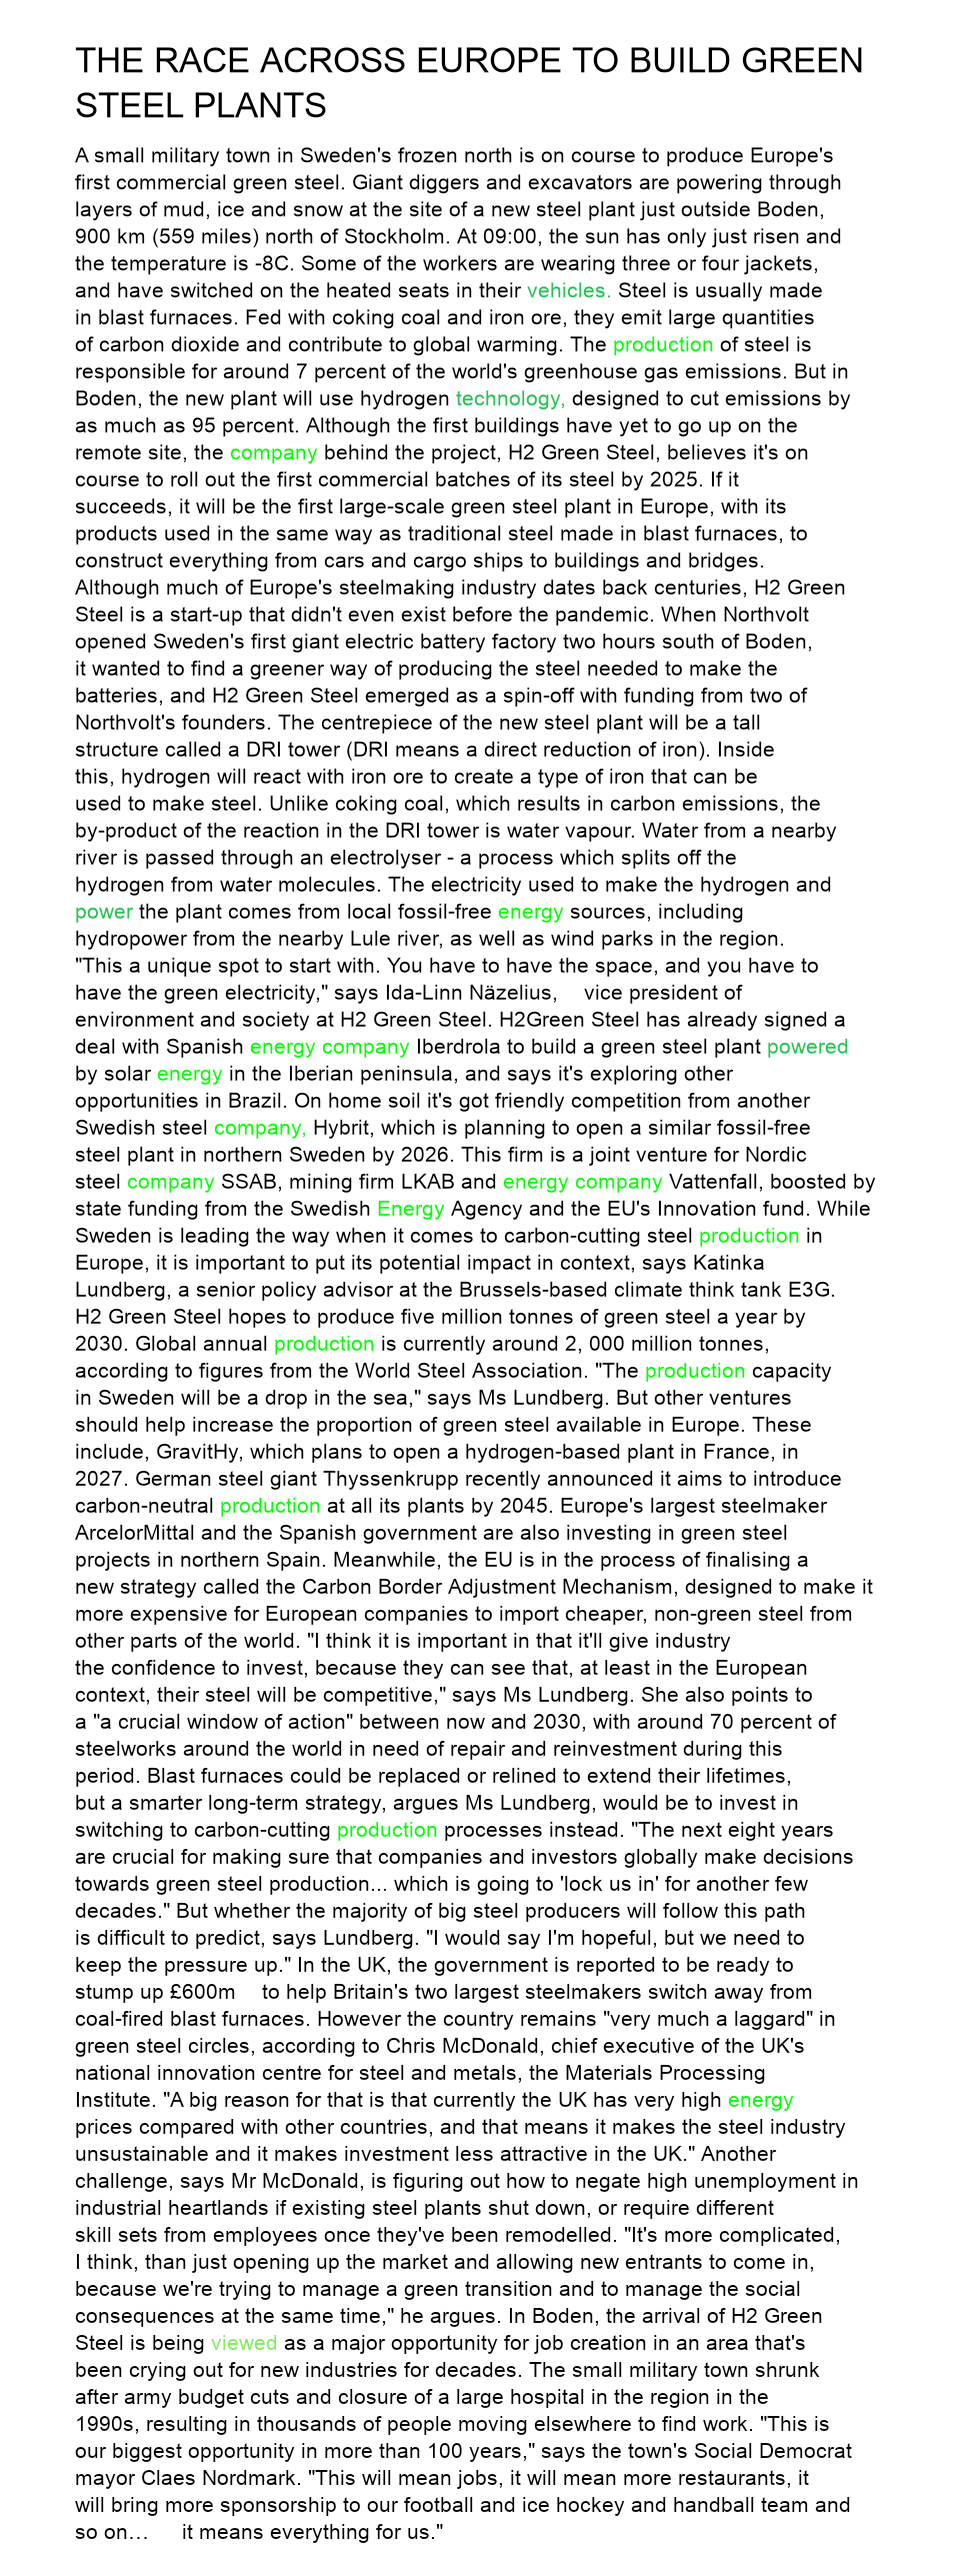 THE RACE ACROSS EUROPE TO BUILD GREEN
STEEL PLANTS
A small military town in Sweden's frozen north is on course to produce Europe's
first commercial green steel. Giant diggers and excavators are powering through
layers of mud, ice and snow at the site of a new steel plant just outside Boden,
900 km (559 miles) north of Stockholm. At 09:00, the sun has only just risen and
the temperature is -8C. Some of the workers are wearing three or four jackets,
and have switched on the heated seats in their vehicles. Steel is usually made
in blast furnaces. Fed with coking coal and iron ore, they emit large quantities
of carbon dioxide and contribute to global warming. The production of steel is
responsible for around 7 percent of the world's greenhouse gas emissions. But in
Boden, the new plant will use hydrogen technology, designed to cut emissions by
as much as 95 percent. Although the first buildings have yet to go up on the
remote site, the company behind the project, H2 Green Steel, believes it's on
course to roll out the first commercial batches of its steel by 2025. If it
succeeds, it will be the first large-scale green steel plant in Europe, with its
products used in the same way as traditional steel made in blast furnaces, to
construct everything from cars and cargo ships to buildings and bridges.
Although much of Europe's steelmaking industry dates back centuries, H2 Green
Steel is a start-up that didn't even exist before the pandemic. When Northvolt
opened Sweden's first giant electric battery factory two hours south of Boden,
it wanted to find a greener way of producing the steel needed to make the
batteries, and H2 Green Steel emerged as a spin-off with funding from two of
Northvolt's founders. The centrepiece of the new steel plant will be a tall
structure called a DRI tower (DRI means a direct reduction of iron). Inside
this, hydrogen will react with iron ore to create a type of iron that can be
used to make steel. Unlike coking coal, which results in carbon emissions, the
by-product of the reaction in the DRI tower is water vapour. Water from a nearby
river is passed through an electrolyser - a process which splits off the
hydrogen from water molecules. The electricity used to make the hydrogen and
power the plant comes from local fossil-free energy sources, including
hydropower from the nearby Lule river, as well as wind parks in the region.
"This a unique spot to start with. You have to have the space, and you have to
have the green electricity," says Ida-Linn Näzelius, vice president of
environment and society at H2 Green Steel. H2Green Steel has already signed a
deal with Spanish energy company Iberdrola to build a green steel plant powered
by solar energy in the Iberian peninsula, and says it's exploring other
opportunities in Brazil. On home soil it's got friendly competition from another
Swedish steel company, Hybrit, which is planning to open a similar fossil-free
steel plant in northern Sweden by 2026. This firm is a joint venture for Nordic
steel company SSAB, mining firm LKAB and energy company Vattenfall, boosted by
state funding from the Swedish Energy Agency and the EU's Innovation fund. While
Sweden is leading the way when it comes to carbon-cutting steel production in
Europe, it is important to put its potential impact in context, says Katinka
Lundberg, a senior policy advisor at the Brussels-based climate think tank E3G.
H2 Green Steel hopes to produce five million tonnes of green steel a year by
2030. Global annual production is currently around 2, 000 million tonnes,
according to figures from the World Steel Association. "The production capacity
in Sweden will be a drop in the sea," says Ms Lundberg. But other ventures
should help increase the proportion of green steel available in Europe. These
include, GravitHy, which plans to open a hydrogen-based plant in France, in
2027. German steel giant Thyssenkrupp recently announced it aims to introduce
carbon-neutral production at all its plants by 2045. Europe's largest steelmaker
ArcelorMittal and the Spanish government are also investing in green steel
projects in northern Spain. Meanwhile, the EU is in the process of finalising a
new strategy called the Carbon Border Adjustment Mechanism, designed to make it
more expensive for European companies to import cheaper, non-green steel from
other parts of the world. "I think it is important in that it'll give industry
the confidence to invest, because they can see that, at least in the European
context, their steel will be competitive," says Ms Lundberg. She also points to
a "a crucial window of action" between now and 2030, with around 70 percent of
steelworks around the world in need of repair and reinvestment during this
period. Blast furnaces could be replaced or relined to extend their lifetimes,
but a smarter long-term strategy, argues Ms Lundberg, would be to invest in
switching to carbon-cutting production processes instead. "The next eight years
are crucial for making sure that companies and investors globally make decisions
towards green steel production... which is going to 'lock us in' for another few
decades." But whether the majority of big steel producers will follow this path
is difficult to predict, says Lundberg. "I would say I'm hopeful, but we need to
keep the pressure up." In the UK, the government is reported to be ready to
stump up £600m to help Britain's two largest steelmakers switch away from
coal-fired blast furnaces. However the country remains "very much a laggard" in
green steel circles, according to Chris McDonald, chief executive of the UK's
national innovation centre for steel and metals, the Materials Processing
Institute. "A big reason for that is that currently the UK has very high energy
prices compared with other countries, and that means it makes the steel industry
unsustainable and it makes investment less attractive in the UK." Another
challenge, says Mr McDonald, is figuring out how to negate high unemployment in
industrial heartlands if existing steel plants shut down, or require different
skill sets from employees once they've been remodelled. "It's more complicated,
I think, than just opening up the market and allowing new entrants to come in,
because we're trying to manage a green transition and to manage the social
consequences at the same time," he argues. In Boden, the arrival of H2 Green
Steel is being viewed as a major opportunity for job creation in an area that's
been crying out for new industries for decades. The small military town shrunk
after army budget cuts and closure of a large hospital in the region in the
1990s, resulting in thousands of people moving elsewhere to find work. "This is
our biggest opportunity in more than 100 years," says the town's Social Democrat
mayor Claes Nordmark. "This will mean jobs, it will mean more restaurants, it
will bring more sponsorship to our football and ice hockey and handball team and
so on… it means everything for us."